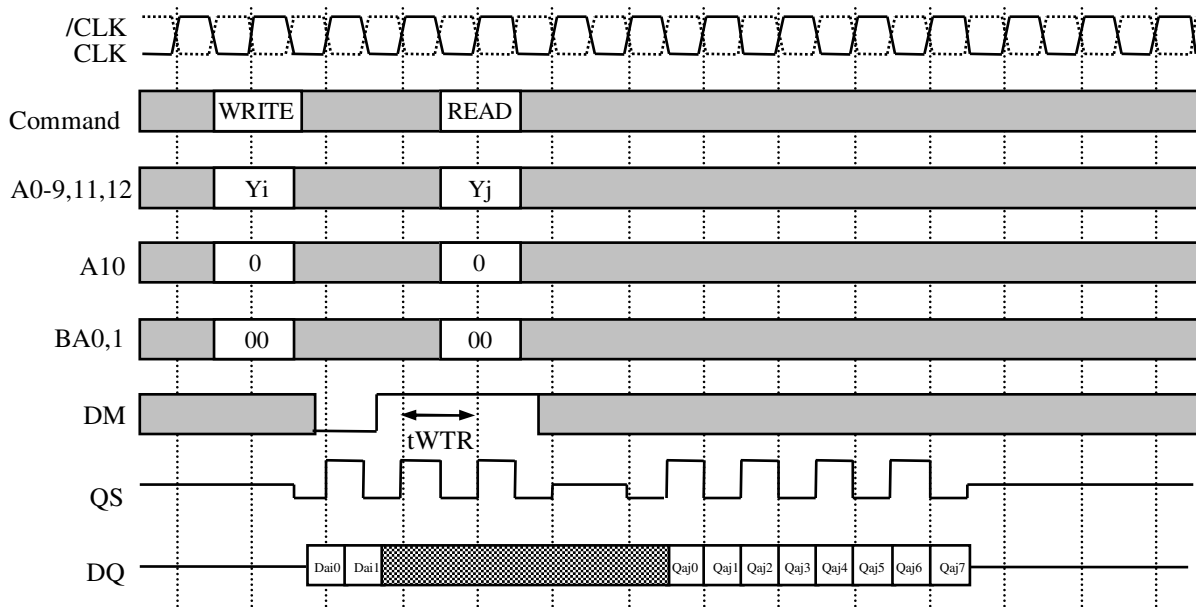 /CLK
CLK
Command WRITE READ
A0-9,11,12 Yi Yj
A10 0 0
BA0,1 00 00
DM
tWTR
QS
DQ Dai0 Dai1 Qaj0 Qaj1 Qaj2 Qaj3 Qaj4 Qaj5 Qaj6 Qaj7